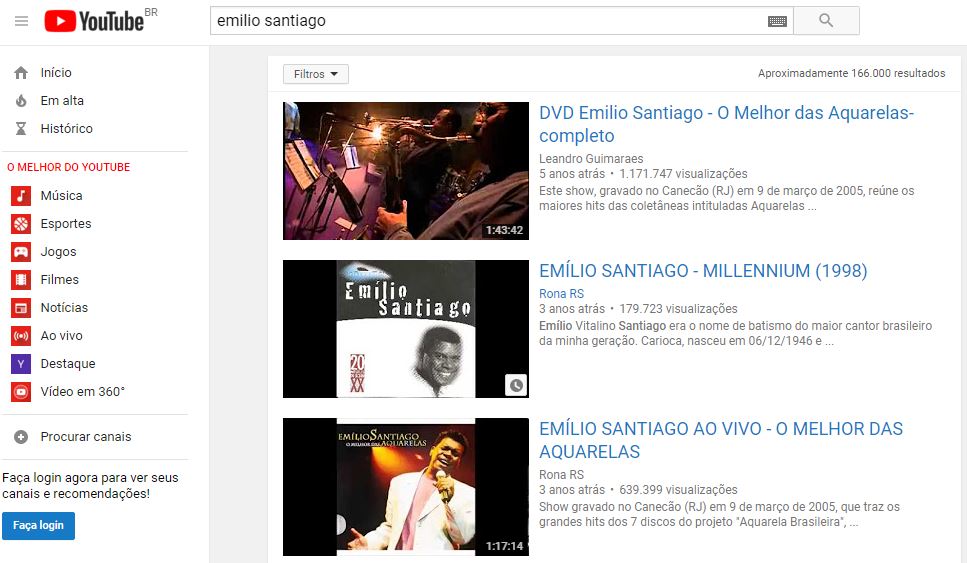 YouTube BR
emilio santiago
Início
Em alta
Histórico
O MELHOR DO YOUTUBE
Música
Esportes
Jogos
Filmes
Notícias
Ao vivo
Destaque
Vídeo em 360°
Procurar canais
Faça login agora para ver seus
canais e recomendações!
Faça login
Filtros
Aproximadamente 166.000 resultados
1:43:42
DVD Emilio Santiago - O Melhor das Aquarelas-
completo
Leandro Guimaraes
5 anos atrás • 1.171.747 visualizações
Este show, gravado no Canecão (RJ) em 9 de março de 2005, reúne os
maiores hits das coletâneas intituladas Aquarelas ...
Emílio
Santiago
20
XX
EMÍLIO SANTIAGO - MILLENNIUM (1998)
Rona RS
3 anos atrás • 179.723 visualizações
Emílio Vitalino Santiago era o nome de batismo do maior cantor brasileiro
da minha geração. Carioca, nasceu em 06/12/1946 e ...
EMÍLIO SANTIAGO
O MELHOR DAS AQUARELAS
1:17:14
EMÍLIO SANTIAGO AO VIVO - O MELHOR DAS
AQUARELAS
Rona RS
3 anos atrás • 639.399 visualizações
Show gravado no Canecão (RJ) em 9 de março de 2005, que traz os
grandes hits dos 7 discos do projeto "Aquarela Brasileira", ...